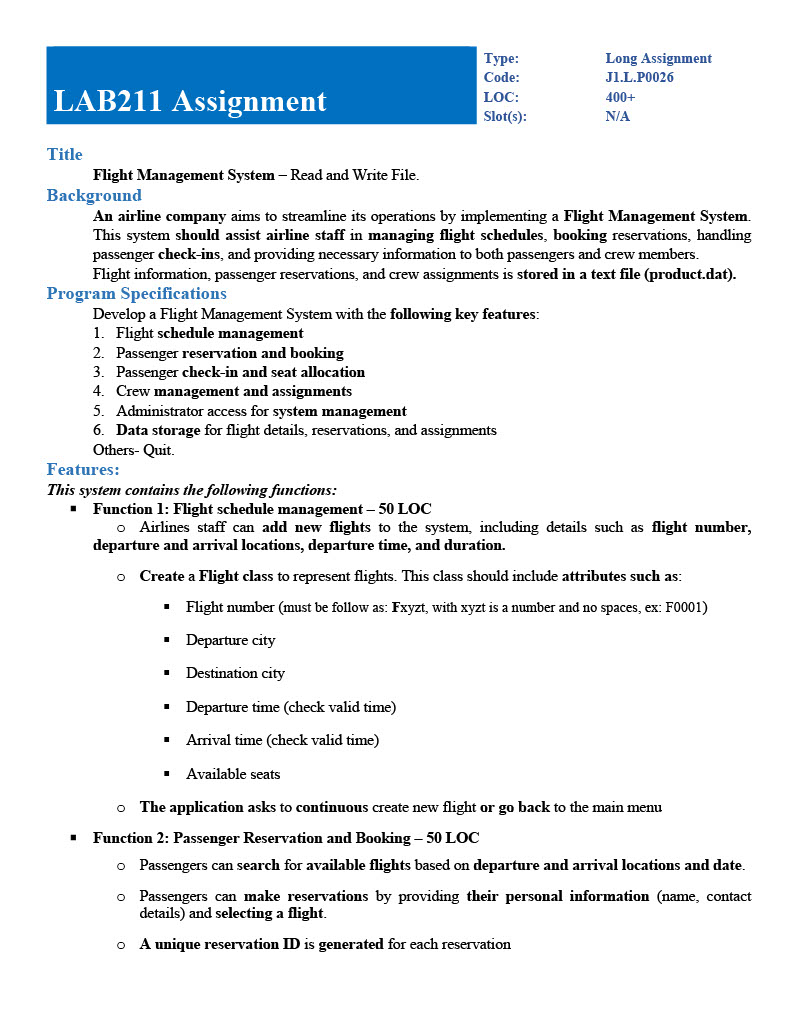 LAB211 Assignment
Type: Long Assignment
Code: J1.L.P0026
LOC: 400+
Slot(s): N/A
Title
Flight Management System – Read and Write File.
Background
An airline company aims to streamline its operations by implementing a Flight Management System.
This system should assist airline staff in managing flight schedules, booking reservations, handling
passenger check-ins, and providing necessary information to both passengers and crew members.
Flight information, passenger reservations, and crew assignments is stored in a text file (product.dat).
Program Specifications
Develop a Flight Management System with the following key features:
1. Flight schedule management
2. Passenger reservation and booking
3. Passenger check-in and seat allocation
4. Crew management and assignments
5. Administrator access for system management
6. Data storage for flight details, reservations, and assignments
Others- Quit.
Features:
This system contains the following functions:
▪ Function 1: Flight schedule management – 50 LOC
o Airlines staff can add new flights to the system, including details such as flight number,
departure and arrival locations, departure time, and duration.
o Create a Flight class to represent flights. This class should include attributes such as:
▪ Flight number (must be follow as: Fxyzt, with xyzt is a number and no spaces, ex: F0001)
▪ Departure city
▪ Destination city
▪ Departure time (check valid time)
▪ Arrival time (check valid time)
▪ Available seats
o The application asks to continuous create new flight or go back to the main menu
▪ Function 2: Passenger Reservation and Booking – 50 LOC
o Passengers can search for available flights based on departure and arrival locations and date.
o Passengers can make reservations by providing their personal information (name, contact
details) and selecting a flight.
o A unique reservation ID is generated for each reservation